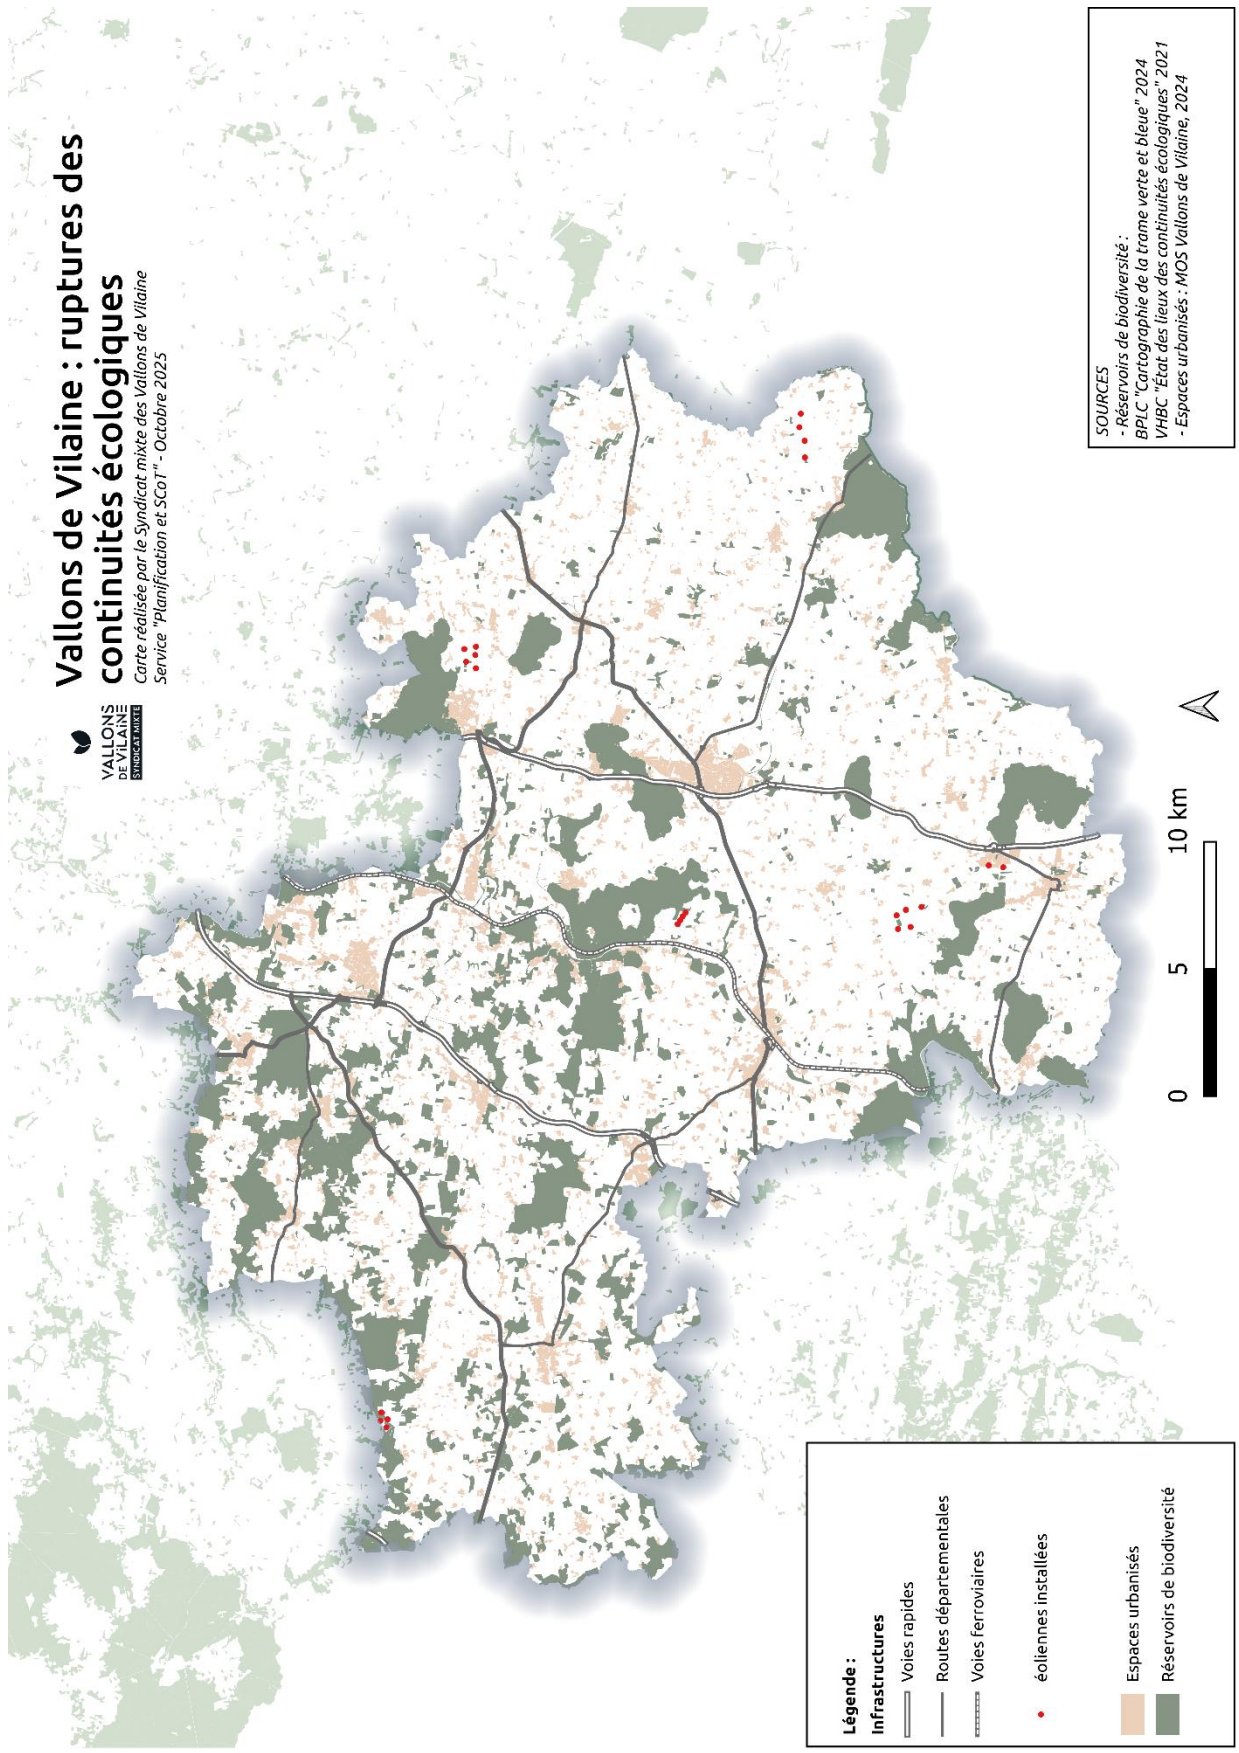 Vallons de Vilaine : ruptures des
continuités écologiques
Carte réalisée par le Syndicat mixte des Vallons de Vilaine
Service "Planification et SCoT" - Octobre 2025
VALLONS
DE ViLAiNE
SYNDICAT MIXTE
Légende :
Infrastructures
Voies rapides
Routes départementales
Voies ferroviaires
éoliennes installées
Espaces urbanisés
Réservoirs de biodiversité
0 5 10 km
SOURCES
- Réservoirs de biodiversité :
BPLC "Cartographie de la trame verte et bleue" 2024
VHBC "État des lieux des continuités écologiques" 2021
- Espaces urbanisés : MOS Vallons de Vilaine, 2024